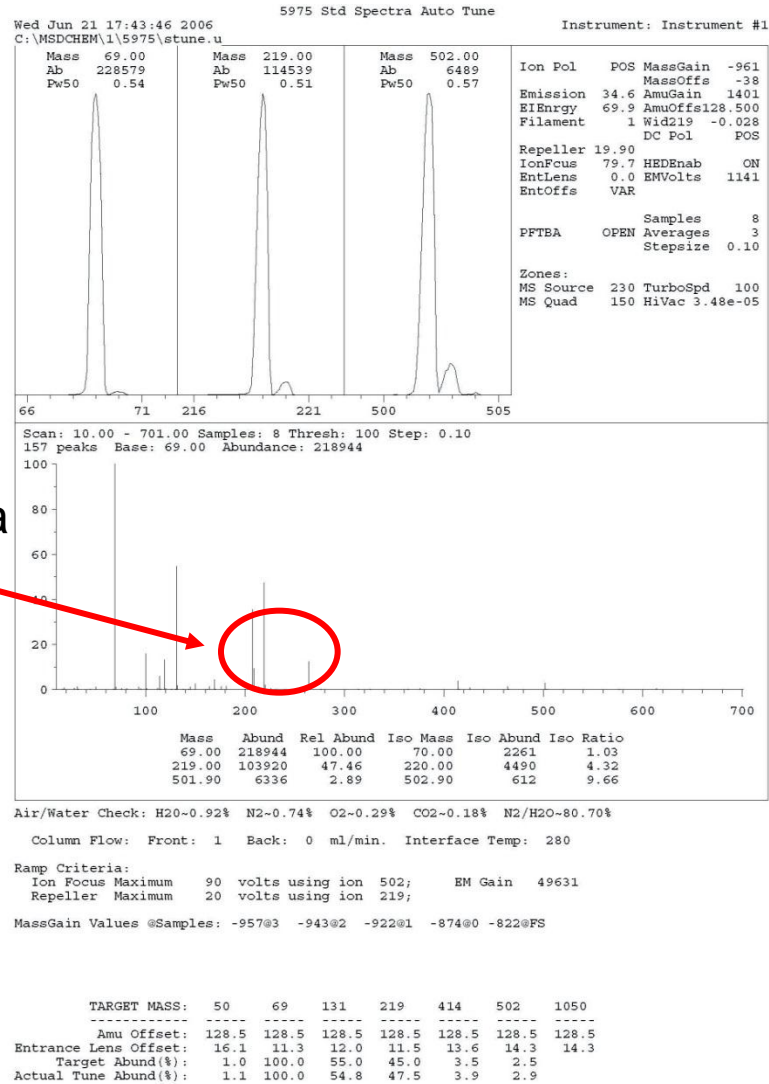 5975 Std Spectra Auto Tune
Wed Jun 21 17:43:46 2006 Instrument: Instrument #1
C:\MSDCHEM\1\5975\stune.u
Mass 69.00 Mass 219.00 Mass 502.00
Ab 228579 Ab 114539 Ab 6489
Pw50 0.54 Pw50 0.51 Pw50 0.57
Ion Pol POS MassGain -961
MassOffs -38
Emission 34.6 AmuGain 1401
EIEnrgy 69.9 AmuOffs128.500
Filament 1 Wid219 -0.028
DC Pol POS
Repeller 19.90
IonFcus 79.7 HEDEnab ON
EntLens 0.0 EMVolts 1141
EntOffs VAR
Samples 8
PFTBA OPEN Averages 3
Stepsize 0.10
Zones:
MS Source 230 TurboSpd 100
MS Quad 150 HiVac 3.48e-05
66 71 216 221 500 505
Scan: 10.00 - 701.00 Samples: 8 Thresh: 100 Step: 0.10
157 peaks Base: 69.00 Abundance: 218944
100
80
a
60
40
20
0
100 200 300 400 500 600 700
Mass Abund Rel Abund Iso Mass Iso Abund Iso Ratio
69.00 218944 100.00 70.00 2261 1.03
219.00 103920 47.46 220.00 4490 4.32
501.90 6336 2.89 502.90 612 9.66
Air/Water Check: H20~0.92% N2~0.74% O2~0.29% CO2~0.18% N2/H2O~80.70%
Column Flow: Front: 1 Back: 0 ml/min. Interface Temp: 280
Ramp Criteria:
Ion Focus Maximum 90 volts using ion 502; EM Gain 49631
Repeller Maximum 20 volts using ion 219;
MassGain Values @Samples: -957@3 -943@2 -922@1 -874@0 -822@FS
TARGET MASS: 50 69 131 219 414 502 1050
Amu Offset: 128.5 128.5 128.5 128.5 128.5 128.5 128.5
Entrance Lens Offset: 16.1 11.3 12.0 11.5 13.6 14.3 14.3
Target Abund(%): 1.0 100.0 55.0 45.0 3.5 2.5
Actual Tune Abund(%): 1.1 100.0 54.8 47.5 3.9 2.9